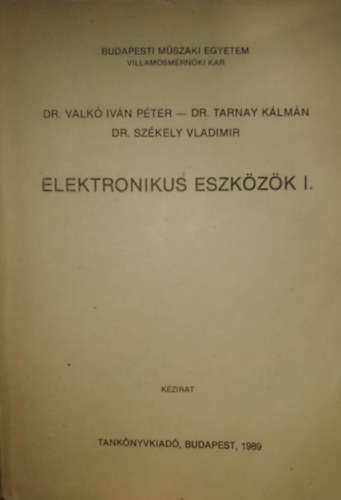 BUDAPESTI MŰSZAKI EGYETEM
VILLAMOSMÉRNÖKI KAR
DR. VALKÓ IVÁN PÉTER — DR. TARNAY KÁLMÁN
DR. SZÉKELY VLADIMIR
ELEKTRONIKUS ESZKÖZÖK I.
KÉZIRAT
TANKÖNYVKIADÓ, BUDAPEST, 1989